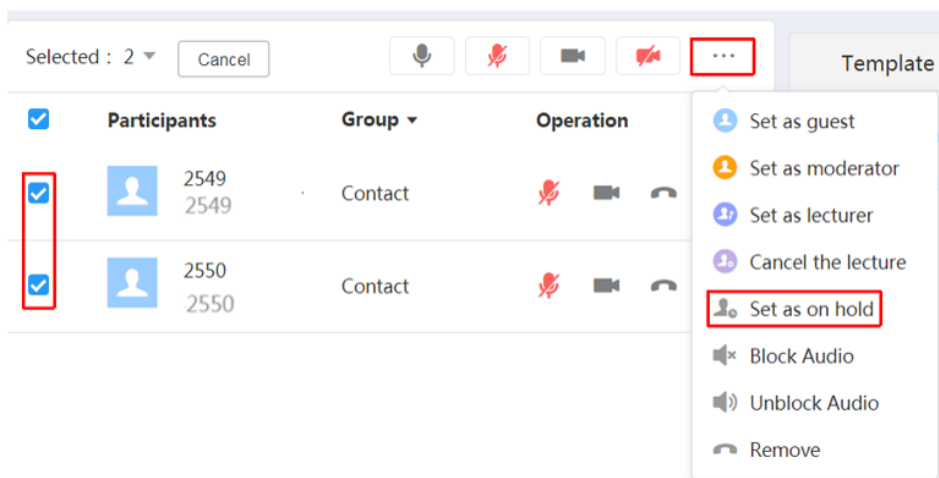 Selected : 2
Cancel
...
Template
Participants
Group
Operation
2549
2549
Contact
2550
2550
Contact
Set as guest
Set as moderator
Set as lecturer
Cancel the lecture
Set as on hold
Block Audio
Unblock Audio
Remove